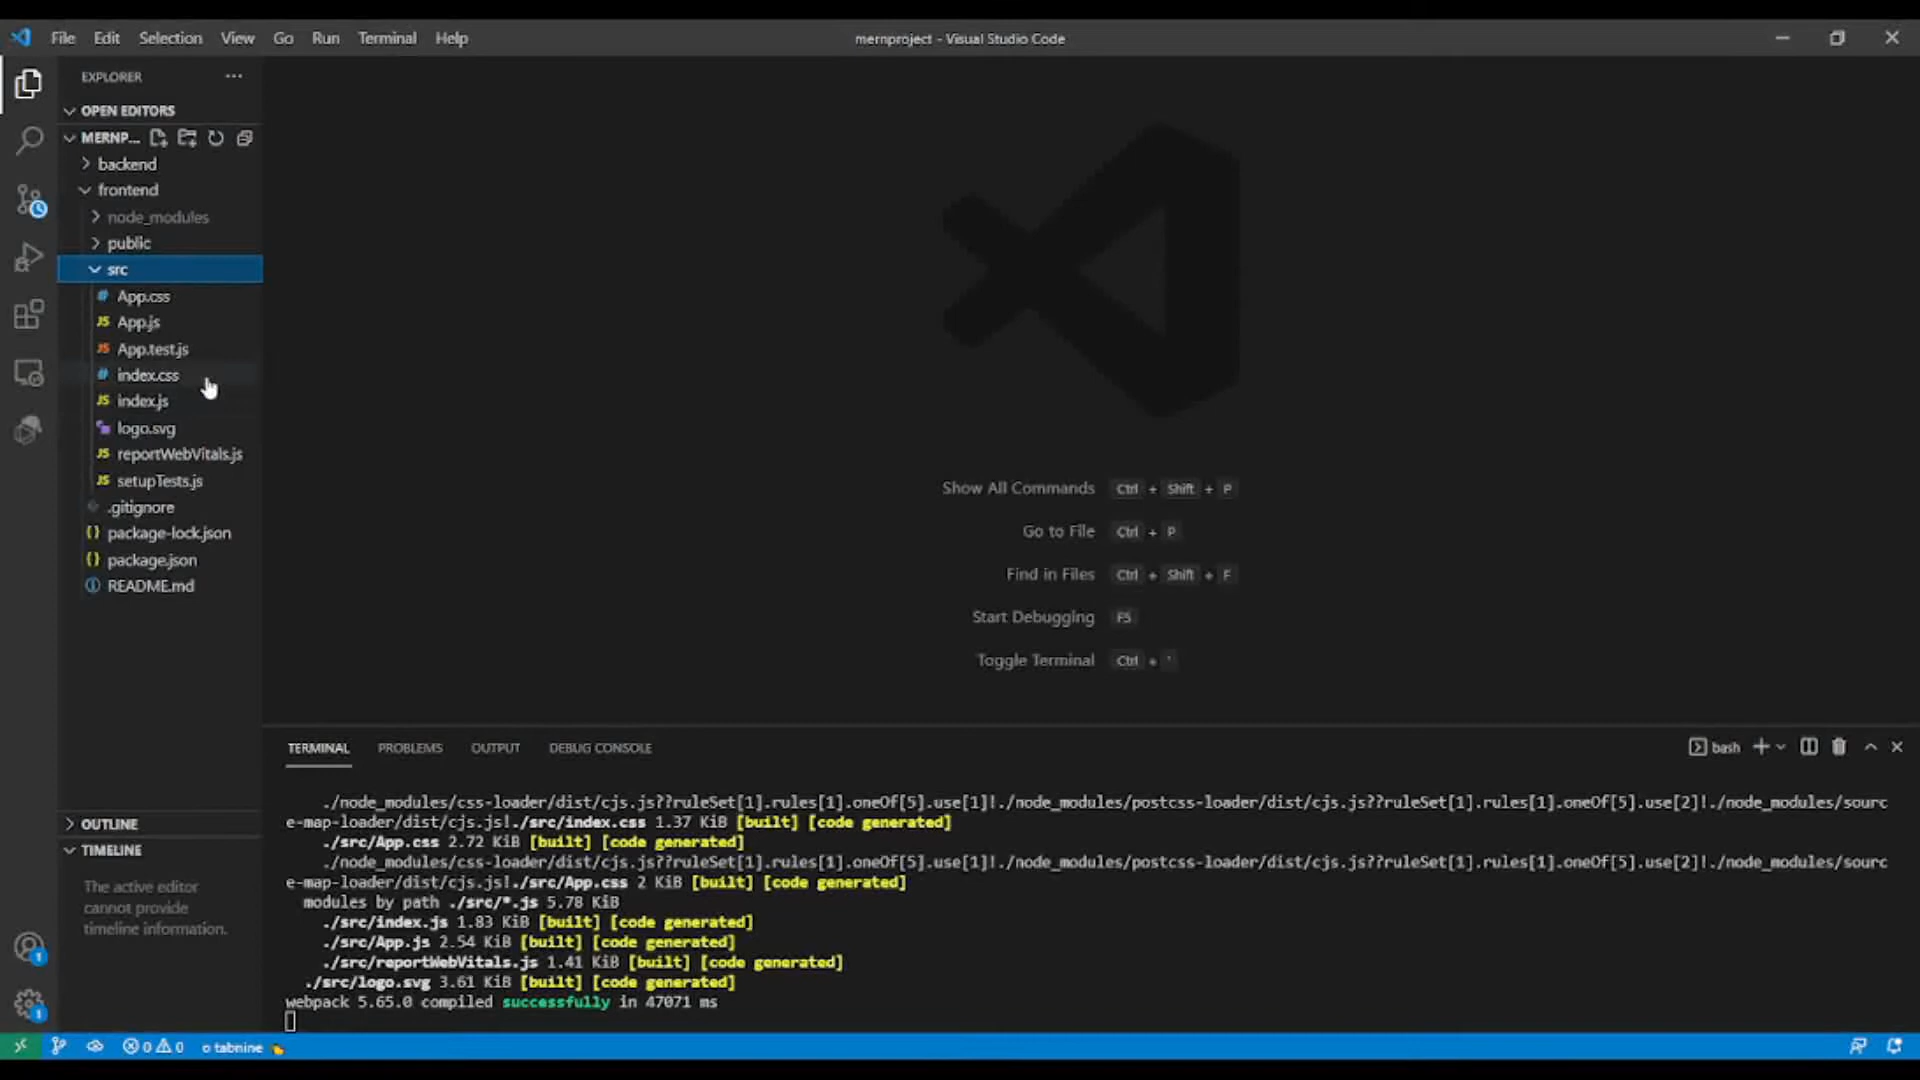 File Edit Selection View Go Run Terminal Help
mernproject - Visual Studio Code
EXPLORER
OPEN EDITORS
MERNP...
backend
frontend
node_modules
public
src
App.css
App.js
App.test.js
index.css
index.js
logo.svg
reportWebVitals.js
setupTests.js
.gitignore
package-lock.json
package.json
README.md
OUTLINE
TIMELINE
The active editor
cannot provide
timeline information.
Show All Commands Ctrl + Shift + P
Go to File Ctrl + P
Find in Files Ctrl + Shift + F
Start Debugging F5
Toggle Terminal Ctrl + '
TERMINAL PROBLEMS OUTPUT DEBUG CONSOLE
bash
./node_modules/css-loader/dist/cjs.js??ruleSet[1].rules[1].oneOf[5].use[1]!./node_modules/postcss-loader/dist/cjs.js??ruleSet[1].rules[1].oneOf[5].use[2]!./node_modules/sourc
e-map-loader/dist/cjs.js!./src/index.css 1.37 KiB [built] [code generated]
./src/App.css 2.72 KiB [built] [code generated]
./node_modules/css-loader/dist/cjs.js??ruleSet[1].rules[1].oneOf[5].use[1]!./node_modules/postcss-loader/dist/cjs.js??ruleSet[1].rules[1].oneOf[5].use[2]!./node_modules/sourc
e-map-loader/dist/cjs.js!./src/App.css 2 KiB [built] [code generated]
modules by path ./src/*.js 5.78 KiB
./src/index.js 1.83 KiB [built] [code generated]
./src/App.js 2.54 KiB [built] [code generated]
./src/reportWebVitals.js 1.41 KiB [built] [code generated]
./src/logo.svg 3.61 KiB [built] [code generated]
webpack 5.65.0 compiled successfully in 47071 ms
1
1
0 0 tabnine